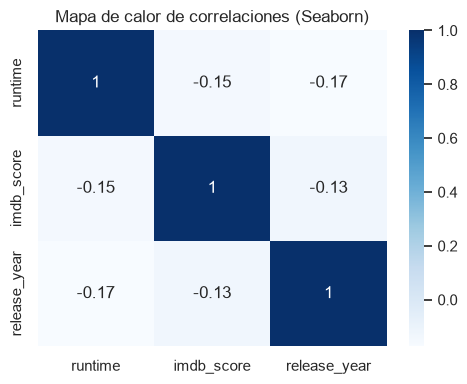 Mapa de calor de correlaciones (Seaborn)
runtime
1
-0.15
-0.17
imdb_score
-0.15
1
-0.13
release_year
-0.17
-0.13
1
runtime
imdb_score
release_year
1.0
0.8
0.6
0.4
0.2
0.0